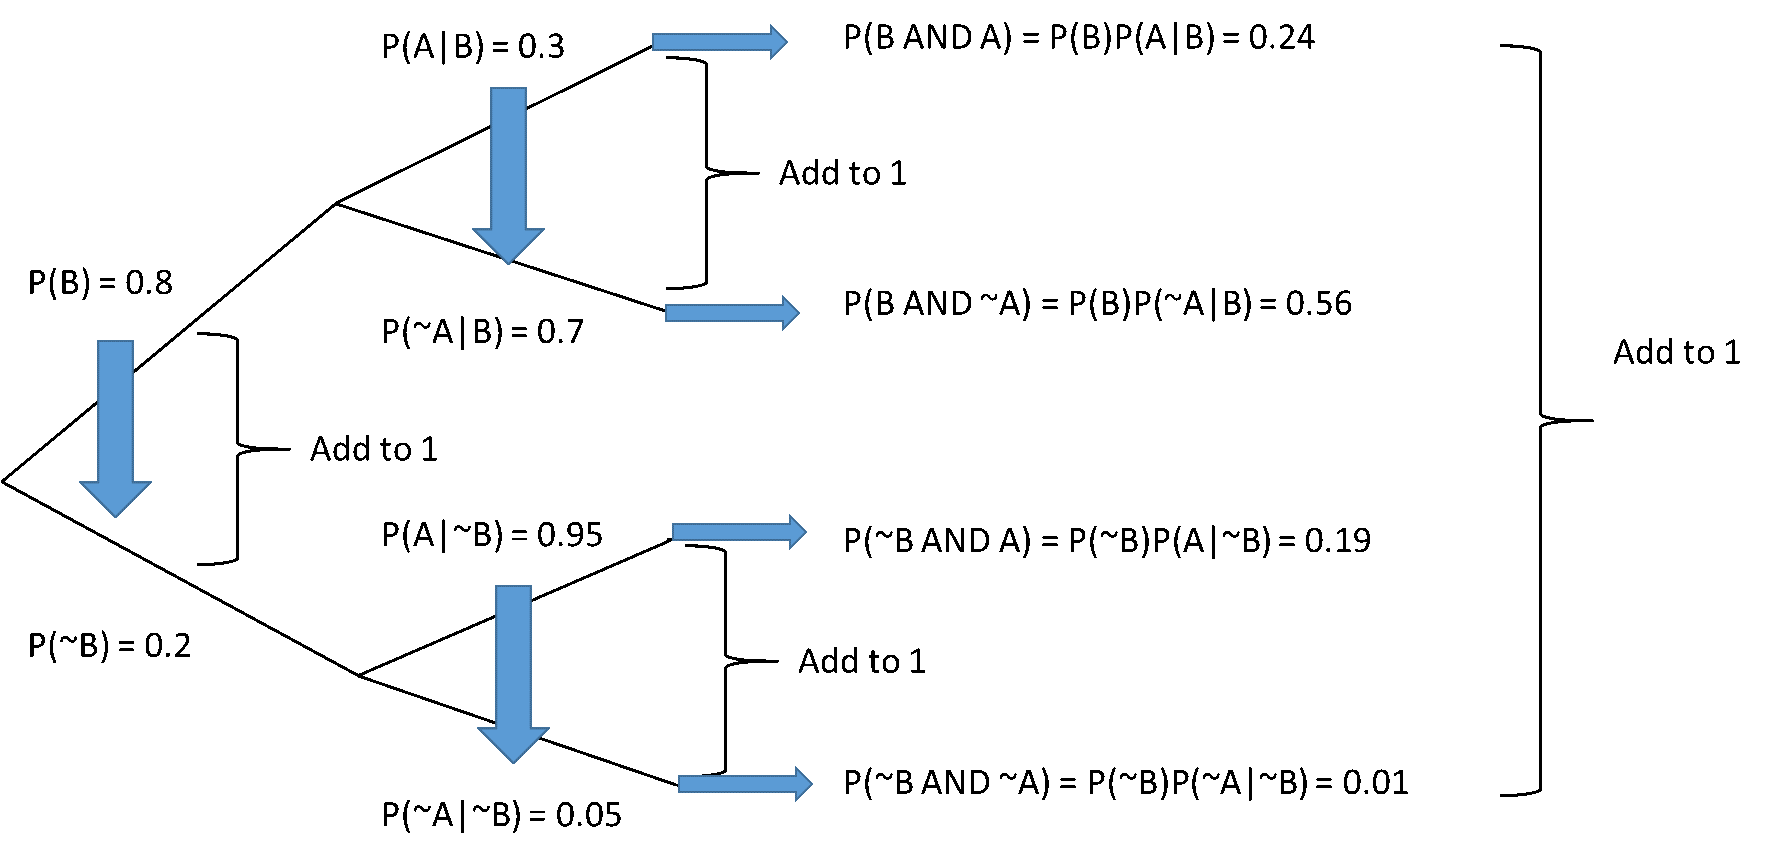 P(A|B) = 0.3
P(B AND A) = P(B)P(A|B) = 0.24
Add to 1
P(B) = 0.8
P(~A|B) = 0.7
P(B AND ~A) = P(B)P(~A|B) = 0.56
Add to 1
Add to 1
P(A|~B) = 0.95
P(~B AND A) = P(~B)P(A|~B) = 0.19
P(~B) = 0.2
Add to 1
P(~A|~B) = 0.05
P(~B AND ~A) = P(~B)P(~A|~B) = 0.01